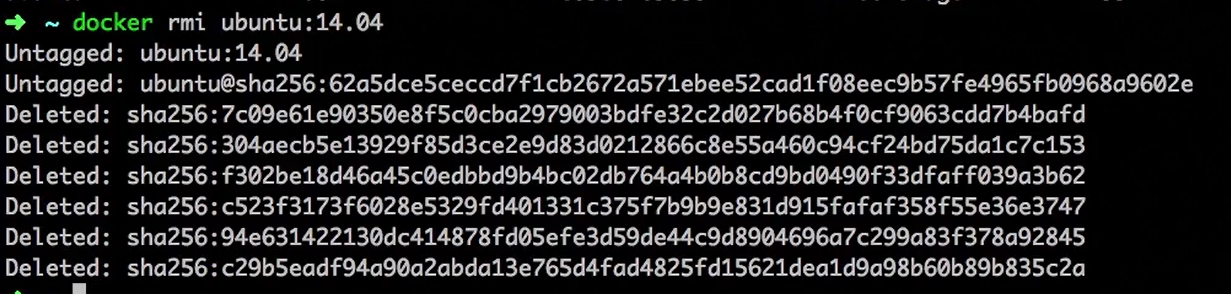 ➜ ~ docker rmi ubuntu:14.04
Untagged: ubuntu:14.04
Untagged: ubuntu@sha256:62a5dce5ceccd7f1cb2672a571ebee52cad1f08eec9b57fe4965fb0968a9602e
Deleted: sha256:7c09e61e90350e8f5c0cba2979003bdfe32c2d027b68b4f0cf9063cdd7b4bafd
Deleted: sha256:304aecb5e13929f85d3ce2e9d83d0212866c8e55a460c94cf24bd75da1c7c153
Deleted: sha256:f302be18d46a45c0edbbd9b4bc02db764a4b0b8cd9bd0490f33dfaff039a3b62
Deleted: sha256:c523f3173f6028e5329fd401331c375f7b9b9e831d915fafaf358f55e36e3747
Deleted: sha256:94e631422130dc414878fd05efe3d59de44c9d8904696a7c299a83f378a92845
Deleted: sha256:c29b5eadf94a90a2abda13e765d4fad4825fd15621dea1d9a98b60b89b835c2a